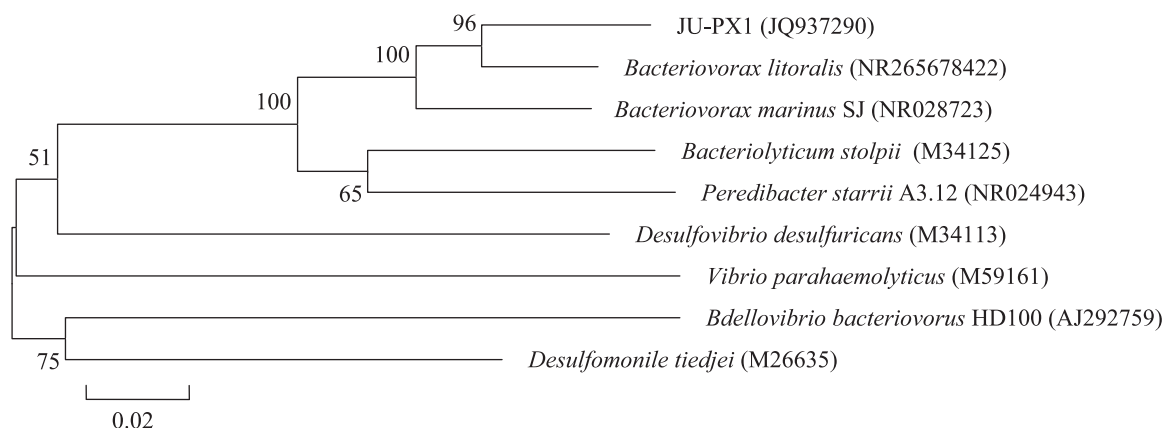 96
JU-PX1 (JQ937290)
100
Bacteriovorax litoralis (NR265678422)
100
Bacteriovorax marinus SJ (NR028723)
51
Bacteriolyticum stolpii (M34125)
65
Peredibacter starrii A3.12 (NR024943)
Desulfovibrio desulfuricans (M34113)
Vibrio parahaemolyticus (M59161)
Bdellovibrio bacteriovorus HD100 (AJ292759)
75
Desulfomonile tiedjei (M26635)
0.02